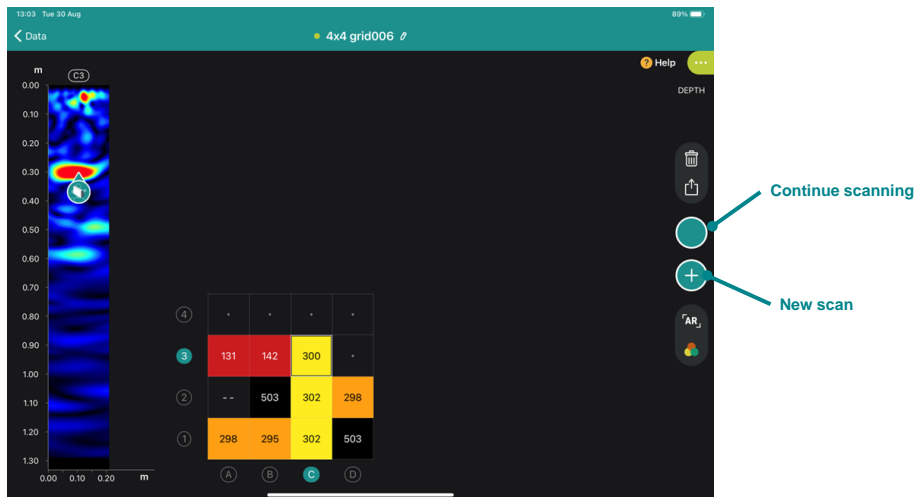 13:03 Tue 30 Aug
89%
Data
4x4 grid006
? Help
DEPTH
m
C3
0.00
0.10
0.20
0.30
0.40
0.50
0.60
0.70
0.80
0.90
1.00
1.10
1.20
1.30
0.00 0.10 0.20 m
Continue scanning
New scan
AR
4
3 131 142 300
2 -- 503 302 298
1 298 295 302 503
A B C D